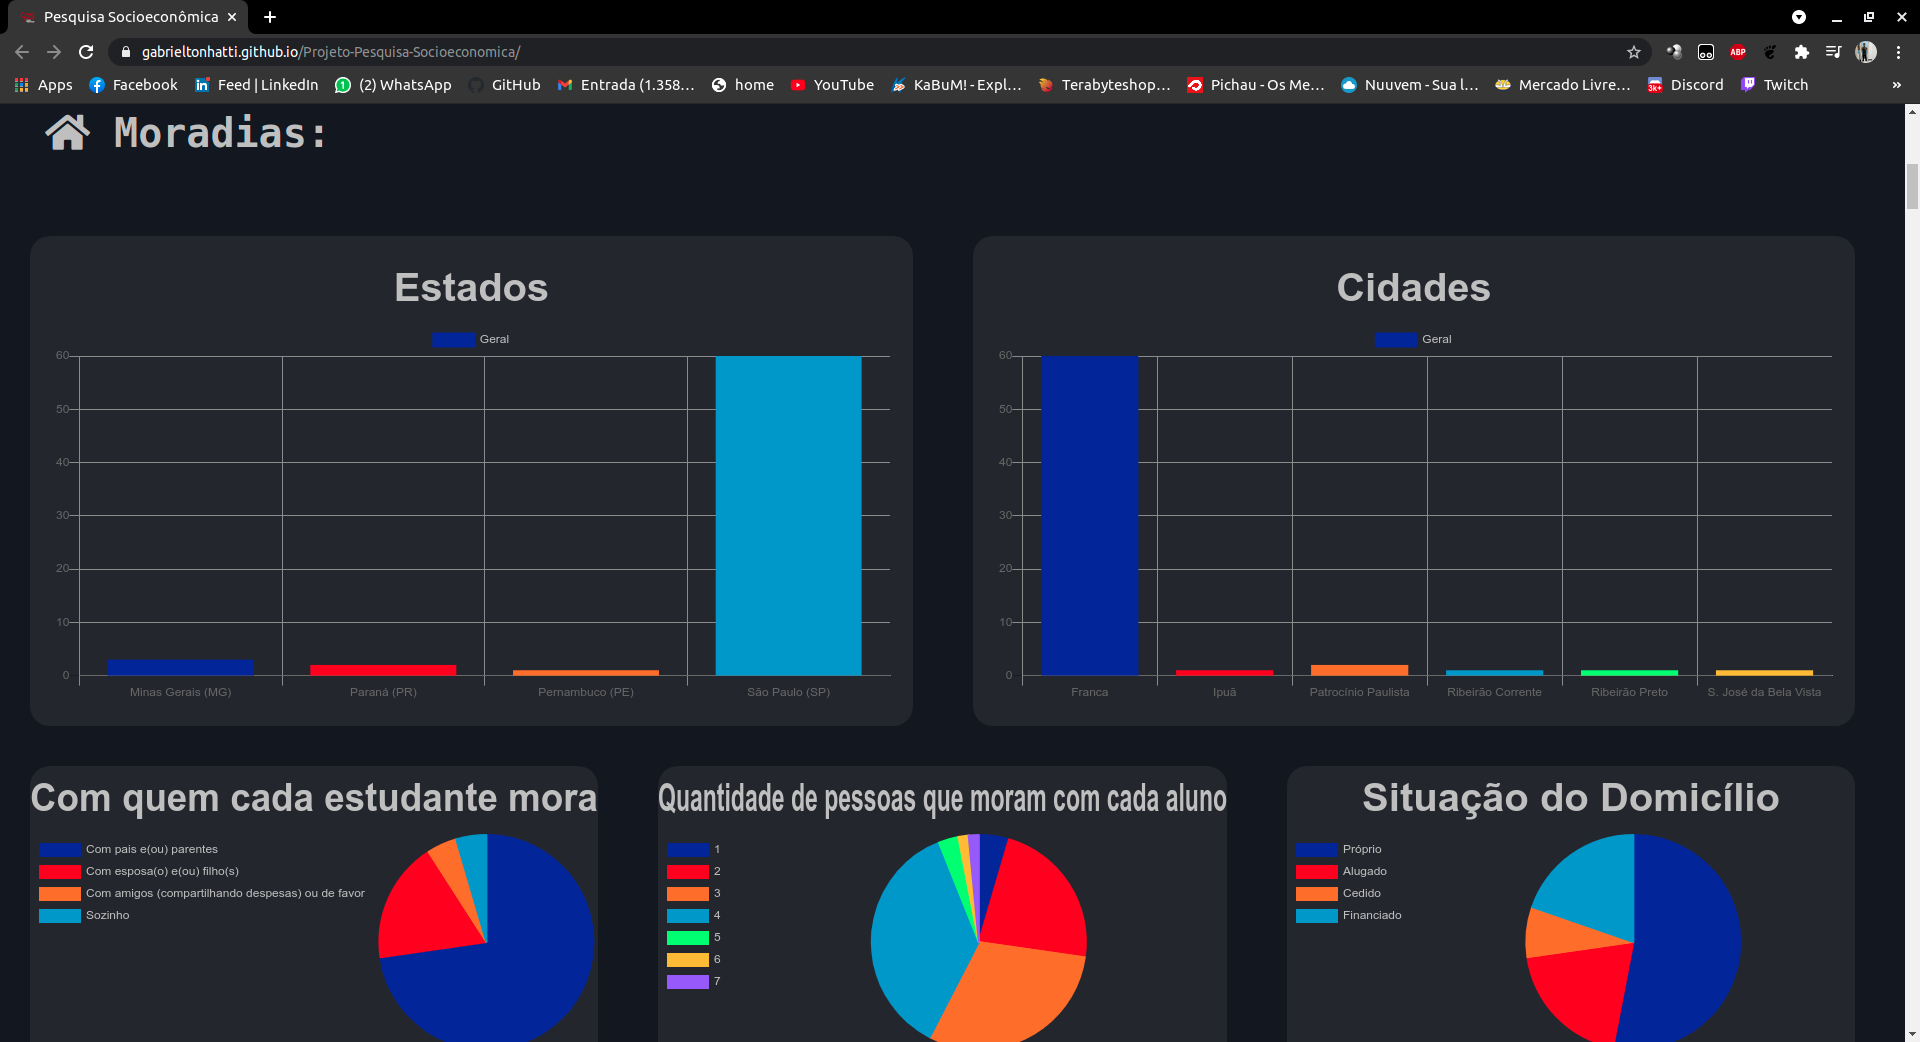 Pesquisa Socioeconômica
gabrieltonhatti.github.io/Projeto-Pesquisa-Socioeconomica/
ABP
Apps Facebook Feed | LinkedIn (2) WhatsApp GitHub Entrada (1.358… home YouTube KaBuM! - Expl… Terabyteshop… Pichau - Os Me… Nuuvem - Sua l… Mercado Livre… 3k+ Discord Twitch »
Moradias:
Estados
Geral
60
50
40
30
20
10
0
Minas Gerais (MG) Paraná (PR) Pernambuco (PE) São Paulo (SP)
Cidades
Geral
60
50
40
30
20
10
0
Franca Ipuã Patrocínio Paulista Ribeirão Corrente Ribeirão Preto S. José da Bela Vista
Com quem cada estudante mora
Com pais e(ou) parentes
Com esposa(o) e(ou) filho(s)
Com amigos (compartilhando despesas) ou de favor
Sozinho
Quantidade de pessoas que moram com cada aluno
1
2
3
4
5
6
7
Situação do Domicílio
Próprio
Alugado
Cedido
Financiado